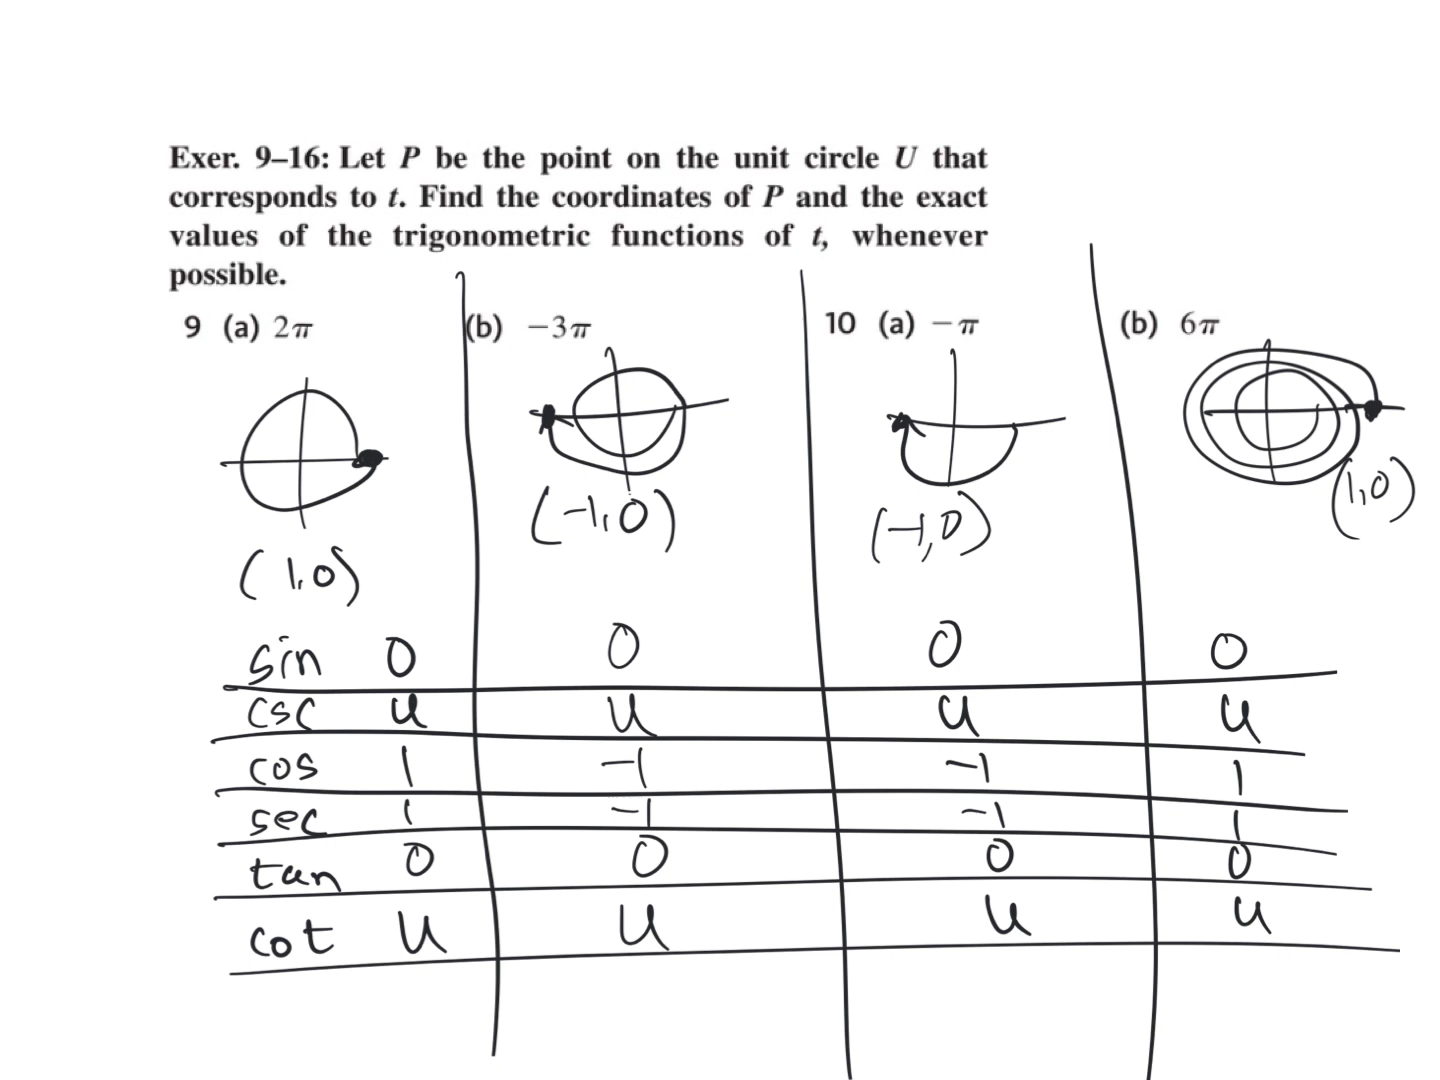 Exer. 9–16: Let P be the point on the unit circle U that
corresponds to t. Find the coordinates of P and the exact
values of the trigonometric functions of t, whenever
possible.
9 (a) 2π (b) −3π 10 (a) −π (b) 6π
(1,0) (-1,0) (-1,0) (1,0)
sin 0 0 0 0
csc u u u u
cos 1 -1 -1 1
sec 1 -1 -1 1
tan 0 0 0 0
cot u u u u